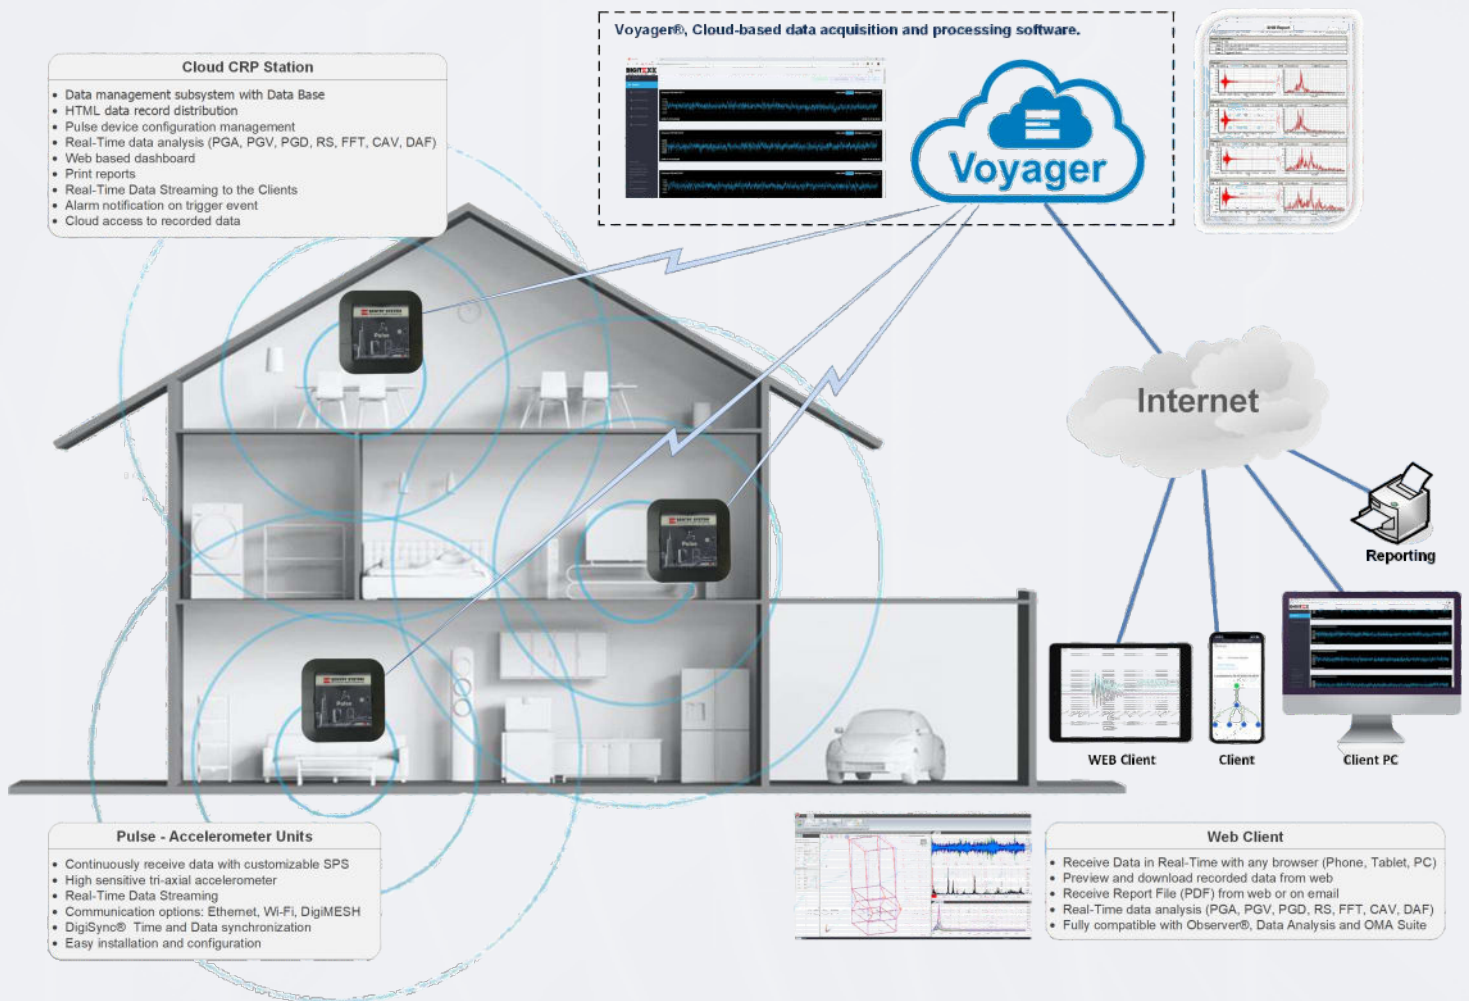 Voyager®, Cloud-based data acquisition and processing software.
Voyager
Cloud CRP Station
• Data management subsystem with Data Base
• HTML data record distribution
• Pulse device configuration management
• Real-Time data analysis (PGA, PGV, PGD, RS, FFT, CAV, DAF)
• Web based dashboard
• Print reports
• Real-Time Data Streaming to the Clients
• Alarm notification on trigger event
• Cloud access to recorded data
Pulse
Pulse
Pulse
Internet
Reporting
WEB Client
Client
Client PC
Pulse - Accelerometer Units
• Continuously receive data with customizable SPS
• High sensitive tri-axial accelerometer
• Real-Time Data Streaming
• Communication options: Ethernet, Wi-Fi, DigiMESH
• DigiSync® Time and Data synchronization
• Easy installation and configuration
Web Client
• Receive Data in Real-Time with any browser (Phone, Tablet, PC)
• Preview and download recorded data from web
• Receive Report File (PDF) from web or on email
• Real-Time data analysis (PGA, PGV, PGD, RS, FFT, CAV, DAF)
• Fully compatible with Observer®, Data Analysis and OMA Suite